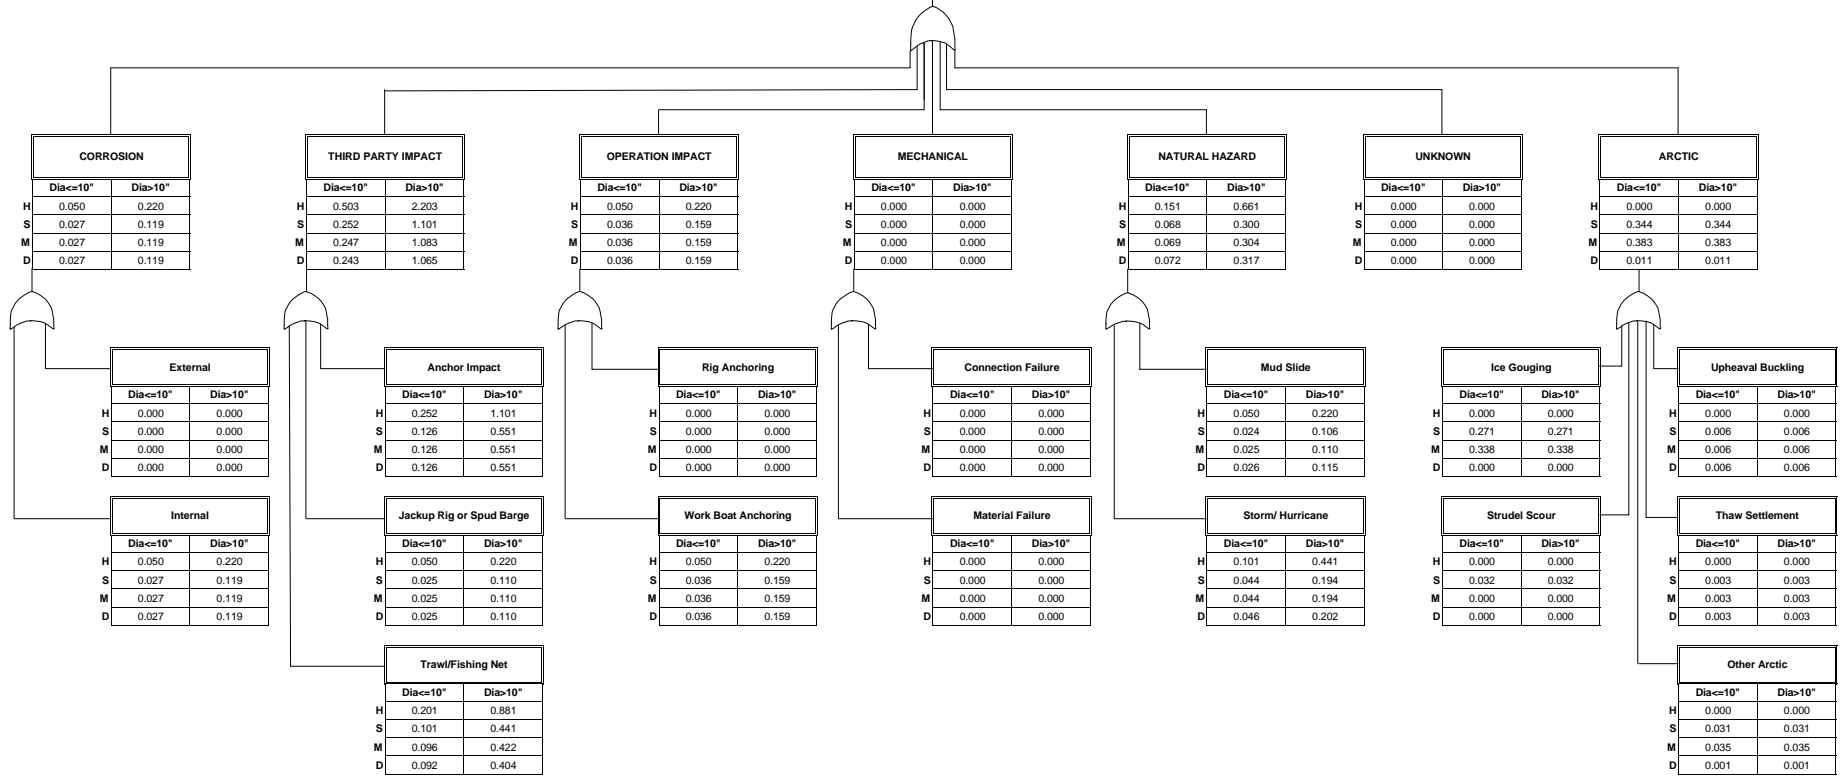 CORROSION THIRD PARTY IMPACT OPERATION IMPACT MECHANICAL NATURAL HAZARD UNKNOWN ARCTIC
Dia<=10" Dia>10" Dia<=10" Dia>10" Dia<=10" Dia>10" Dia<=10" Dia>10" Dia<=10" Dia>10" Dia<=10" Dia>10" Dia<=10" Dia>10"
H 0.050 0.220 H 0.503 2.203 H 0.050 0.220 H 0.000 0.000 H 0.151 0.661 H 0.000 0.000 H 0.000 0.000
S 0.027 0.119 S 0.252 1.101 S 0.036 0.159 S 0.000 0.000 S 0.068 0.300 S 0.000 0.000 S 0.344 0.344
M 0.027 0.119 M 0.247 1.083 M 0.036 0.159 M 0.000 0.000 M 0.069 0.304 M 0.000 0.000 M 0.383 0.383
D 0.027 0.119 D 0.243 1.065 D 0.036 0.159 D 0.000 0.000 D 0.072 0.317 D 0.000 0.000 D 0.011 0.011
External Anchor Impact Rig Anchoring Connection Failure Mud Slide Ice Gouging Upheaval Buckling
Dia<=10" Dia>10" Dia<=10" Dia>10" Dia<=10" Dia>10" Dia<=10" Dia>10" Dia<=10" Dia>10" Dia<=10" Dia>10" Dia<=10" Dia>10"
H 0.000 0.000 H 0.252 1.101 H 0.000 0.000 H 0.000 0.000 H 0.050 0.220 H 0.000 0.000 H 0.000 0.000
S 0.000 0.000 S 0.126 0.551 S 0.000 0.000 S 0.000 0.000 S 0.024 0.106 S 0.271 0.271 S 0.006 0.006
M 0.000 0.000 M 0.126 0.551 M 0.000 0.000 M 0.000 0.000 M 0.025 0.110 M 0.338 0.338 M 0.006 0.006
D 0.000 0.000 D 0.126 0.551 D 0.000 0.000 D 0.000 0.000 D 0.026 0.115 D 0.000 0.000 D 0.006 0.006
Internal Jackup Rig or Spud Barge Work Boat Anchoring Material Failure Storm/ Hurricane Strudel Scour Thaw Settlement
Dia<=10" Dia>10" Dia<=10" Dia>10" Dia<=10" Dia>10" Dia<=10" Dia>10" Dia<=10" Dia>10" Dia<=10" Dia>10" Dia<=10" Dia>10"
H 0.050 0.220 H 0.050 0.220 H 0.050 0.220 H 0.000 0.000 H 0.101 0.441 H 0.000 0.000 H 0.000 0.000
S 0.027 0.119 S 0.025 0.110 S 0.036 0.159 S 0.000 0.000 S 0.044 0.194 S 0.032 0.032 S 0.003 0.003
M 0.027 0.119 M 0.025 0.110 M 0.036 0.159 M 0.000 0.000 M 0.044 0.194 M 0.000 0.000 M 0.003 0.003
D 0.027 0.119 D 0.025 0.110 D 0.036 0.159 D 0.000 0.000 D 0.046 0.202 D 0.000 0.000 D 0.003 0.003
Trawl/Fishing Net Other Arctic
Dia<=10" Dia>10" Dia<=10" Dia>10"
H 0.201 0.881 H 0.000 0.000
S 0.101 0.441 S 0.031 0.031
M 0.096 0.422 M 0.035 0.035
D 0.092 0.404 D 0.001 0.001